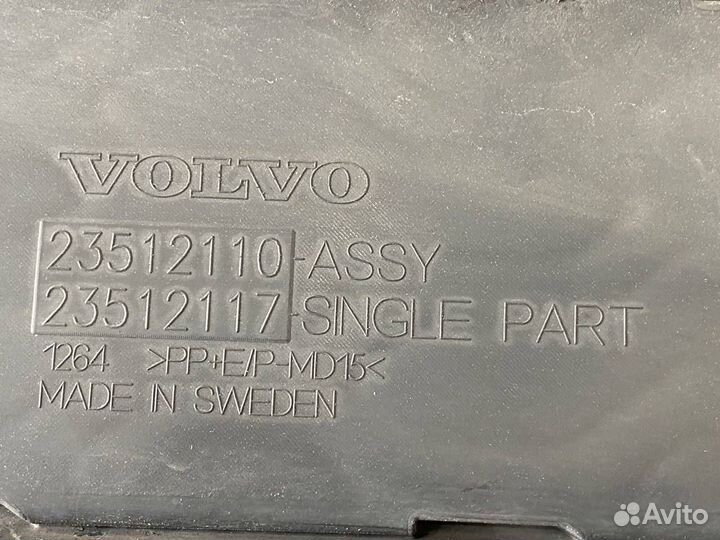 VOLVO
23512110-ASSY
23512117-SINGLE PART
1264 >PP+E/P-MD15<
MADE IN SWEDEN
Avito